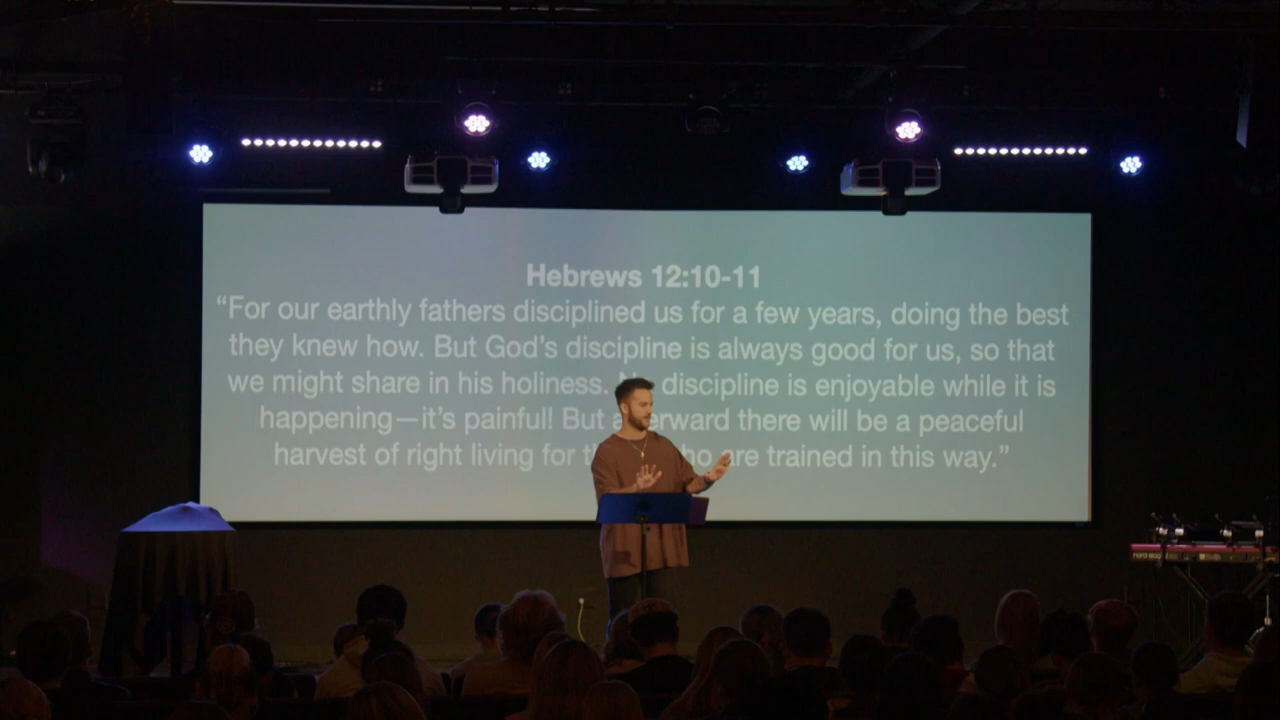 Hebrews 12:10-11
“For our earthly fathers disciplined us for a few years, doing the best
they knew how. But God’s discipline is always good for us, so that
we might share in his holiness. discipline is enjoyable while it is
happening—it’s painful! But a erward there will be a peaceful
harvest of right living for t ho are trained in this way.”
nord